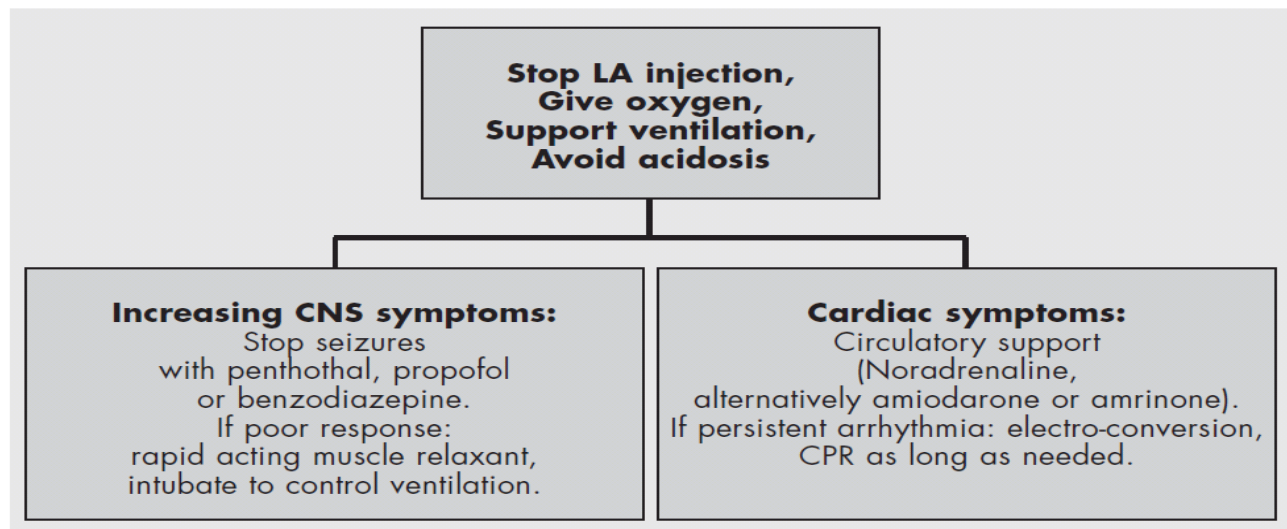 Stop LA injection,
Give oxygen,
Support ventilation,
Avoid acidosis
Increasing CNS symptoms:
Stop seizures
with penthothal, propofol
or benzodiazepine.
If poor response:
rapid acting muscle relaxant,
intubate to control ventilation.
Cardiac symptoms:
Circulatory support
(Noradrenaline,
alternatively amiodarone or amrinone).
If persistent arrhythmia: electro-conversion,
CPR as long as needed.